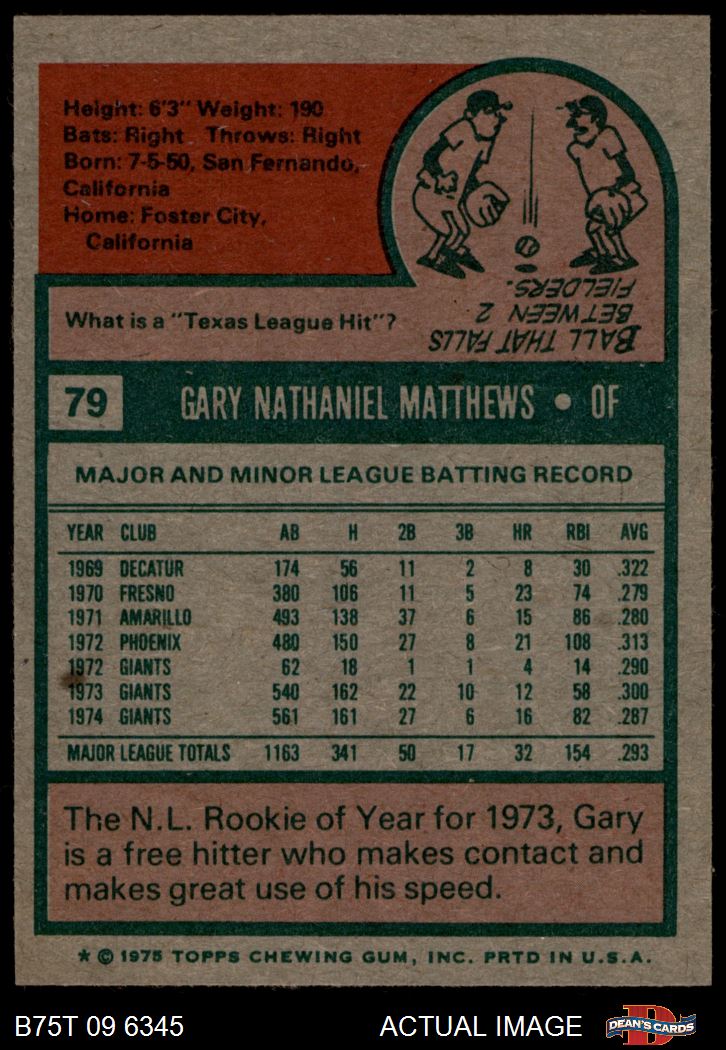 Height: 6'3" Weight: 190
Bats: Right Throws: Right
Born: 7-5-50, San Fernando,
California
Home: Foster City,
California
What is a "Texas League Hit"?
BALL THAT FALLS
BETWEEN 2
FIELDERS.
79 GARY NATHANIEL MATTHEWS • OF
MAJOR AND MINOR LEAGUE BATTING RECORD
YEAR CLUB AB H 2B 3B HR RBI AVG
1969 DECATUR 174 56 11 2 8 30 .322
1970 FRESNO 380 106 11 5 23 74 .279
1971 AMARILLO 493 138 37 6 15 86 .280
1972 PHOENIX 480 150 27 8 21 108 .313
1972 GIANTS 62 18 1 1 4 14 .290
1973 GIANTS 540 162 22 10 12 58 .300
1974 GIANTS 561 161 27 6 16 82 .287
MAJOR LEAGUE TOTALS 1163 341 50 17 32 154 .293
The N.L. Rookie of Year for 1973, Gary
is a free hitter who makes contact and
makes great use of his speed.
* © 1975 TOPPS CHEWING GUM, INC. PRTD IN U.S.A.
B75T 09 6345 ACTUAL IMAGE D DEAN'S CARDS